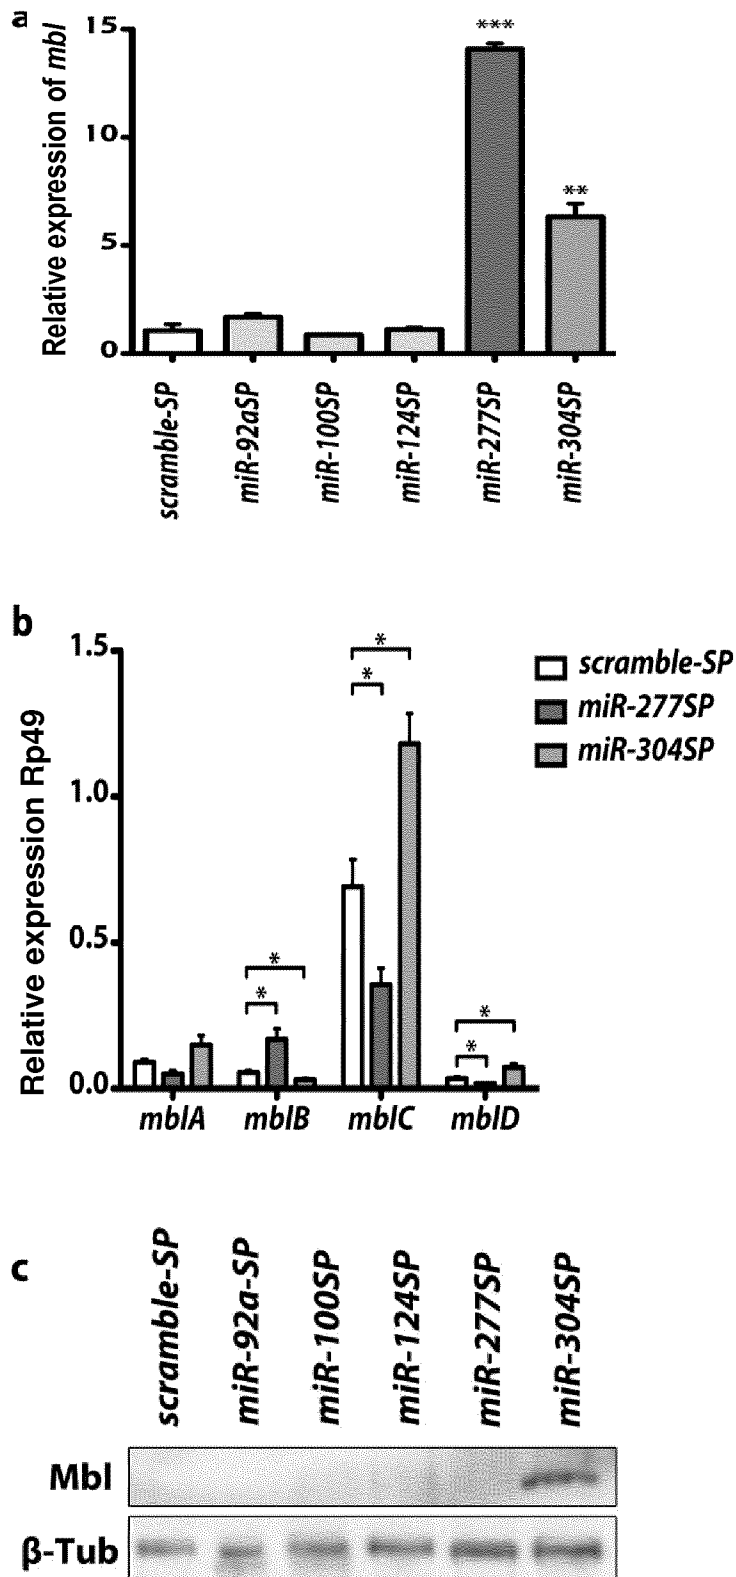 a
Relative expression of mbl
15
10
5
0
***
**
scramble-SP
miR-92aSP
miR-100SP
miR-124SP
miR-277SP
miR-304SP
b
Relative expression Rp49
1.5
1.0
0.5
0.0
*
*
*
*
*
*
scramble-SP
miR-277SP
miR-304SP
mblA
mblB
mblC
mblD
c
scramble-SP
miR-92a-SP
miR-100SP
miR-124SP
miR-277SP
miR-304SP
Mbl
β-Tub